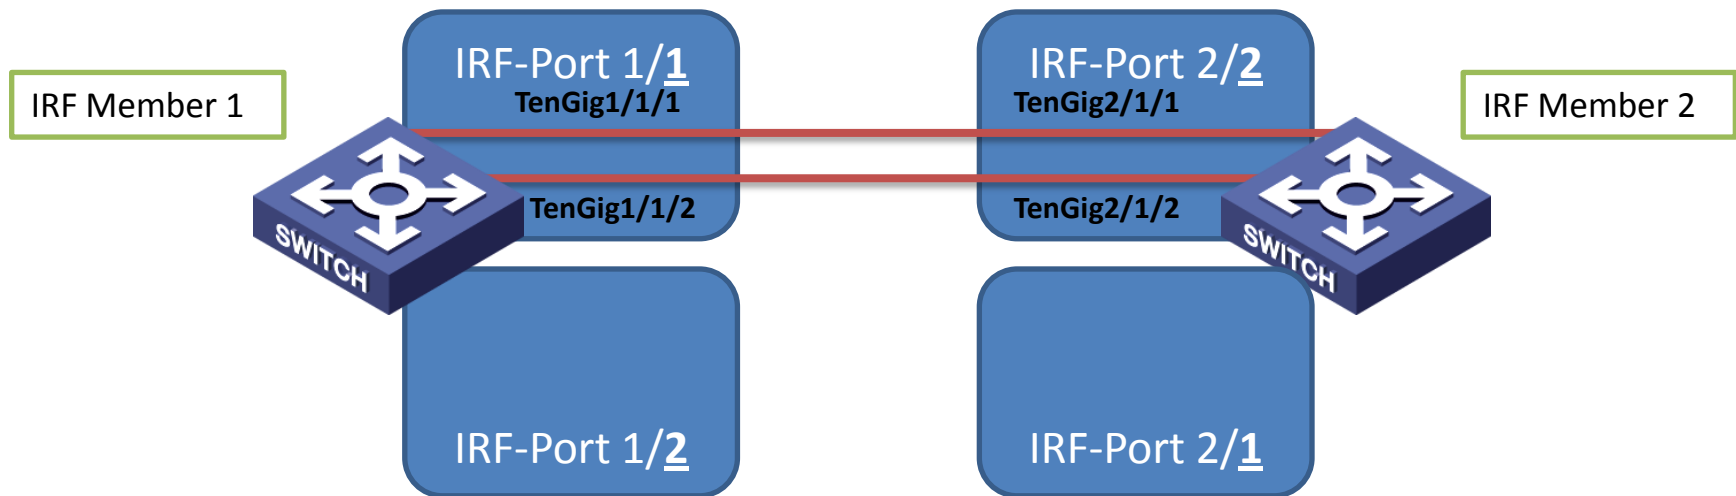 IRF Member 1
IRF-Port 1/1
TenGig1/1/1
TenGig1/1/2
SWITCH
IRF-Port 1/2
IRF-Port 2/2
TenGig2/1/1
TenGig2/1/2
SWITCH
IRF-Port 2/1
IRF Member 2